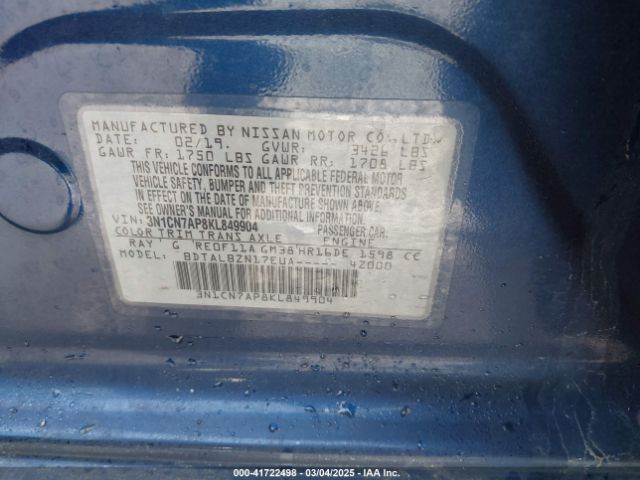 MANUFACTURED BY NISSAN MOTOR CO., LTD.
DATE: 02/19. GVWR: 3426 LBS
GAWR FR: 1750 LBS GAWR RR: 1705 LBS
THIS VEHICLE CONFORMS TO ALL APPLICABLE FEDERAL MOTOR
VEHICLE SAFETY, BUMPER AND THEFT PREVENTION STANDARDS
IN EFFECT ON THE DATE OF MANUFACTURE SHOWN ABOVE.
SEE OWNER'S MANUAL, ADDITIONAL INFORMATION.
VIN: 3N1CN7AP8KL849904 PASSENGER CAR.
COLOR TRIM TRANS AXLE ENGINE
RAY G RE0F11A GM38 HR16DE 1598 CC
MODEL: BDTALBZN17EUA----- 4Z000
3N1CN7AP8KL849904
000-41722498 - 03/04/2025 - IAA Inc.